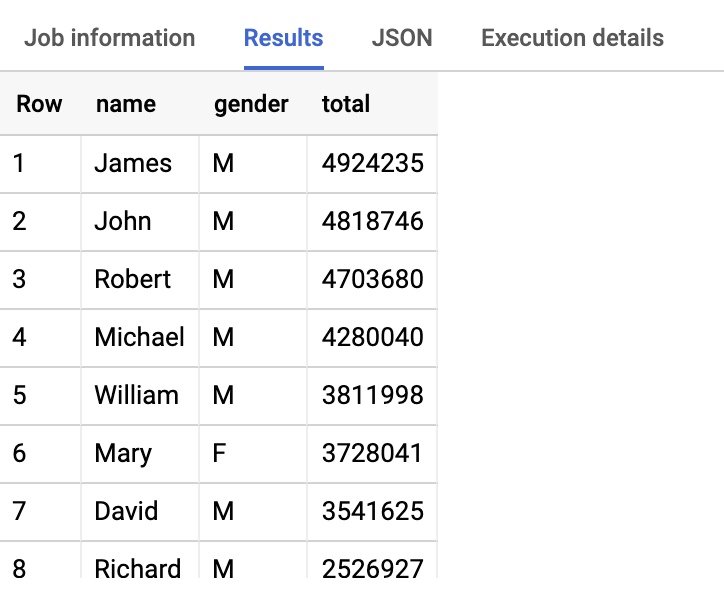 Job information Results JSON Execution details
Row name gender total
1 James M 4924235
2 John M 4818746
3 Robert M 4703680
4 Michael M 4280040
5 William M 3811998
6 Mary F 3728041
7 David M 3541625
8 Richard M 2526927